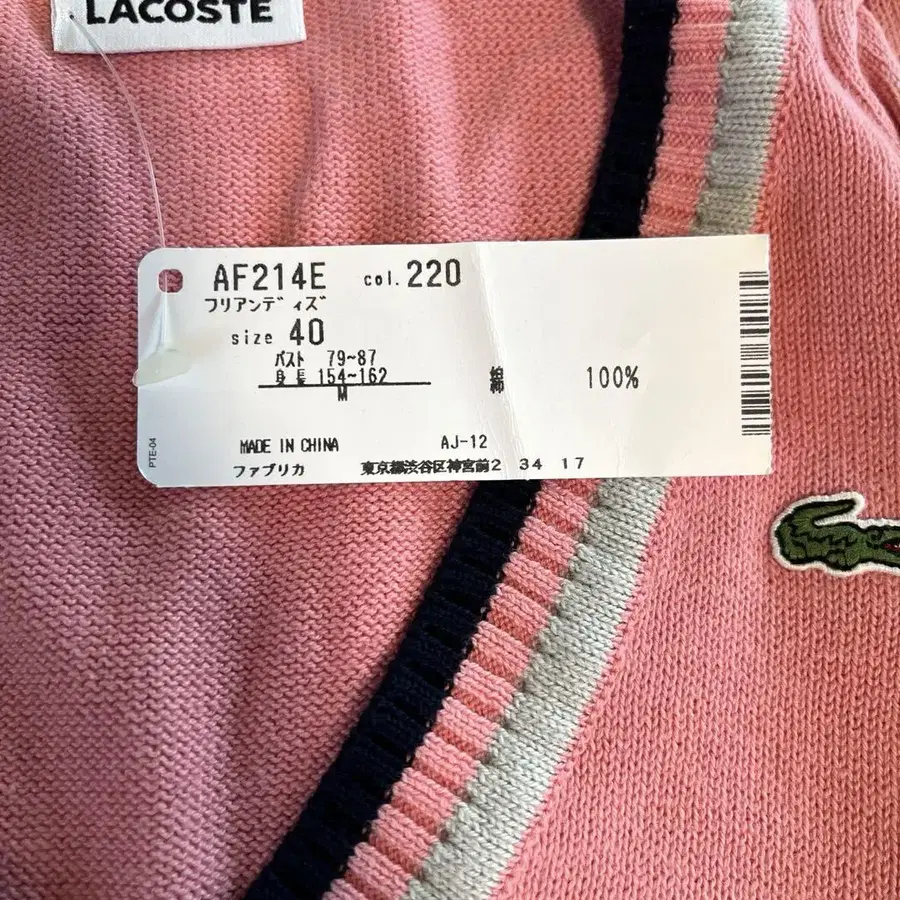 LACOSTE
AF214E col. 220
フリアンディズ
size 40
バスト 79~87
身長 154~162
M
綿 100%
MADE IN CHINA AJ-12
ファブリカ 東京都渋谷区神宮前2 34 17
PTE-04